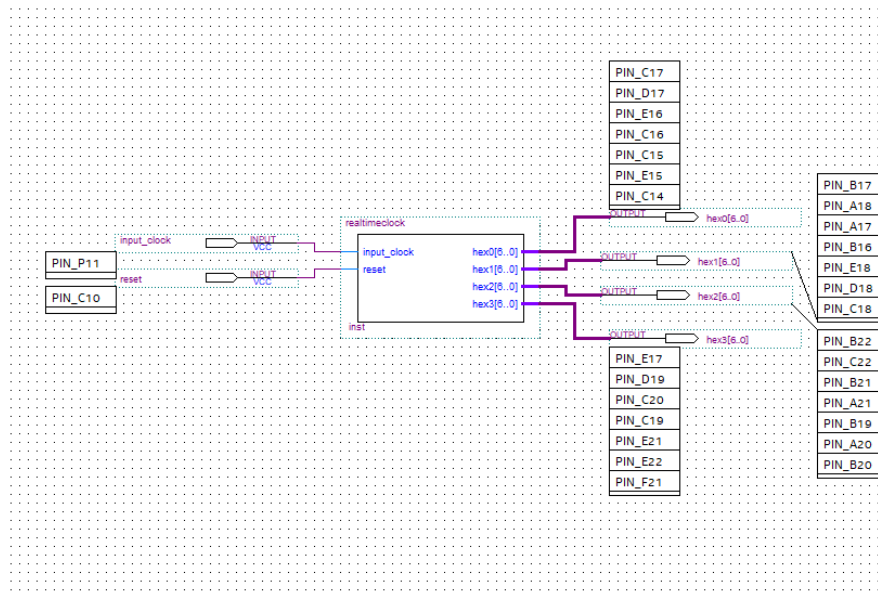 PIN_C17
PIN_D17
PIN_E16
PIN_C16
PIN_C15
PIN_E15
PIN_C14
OUTPUT
hex0[6..0]
PIN_B17
PIN_A18
PIN_A17
PIN_B16
PIN_E18
PIN_D18
PIN_C18
realtimeclock
input_clock
INPUT
VCC
PIN_P11
reset
INPUT
VCC
PIN_C10
input_clock
reset
hex0[6..0]
hex1[6..0]
hex2[6..0]
hex3[6..0]
inst
OUTPUT
hex1[6..0]
OUTPUT
hex2[6..0]
OUTPUT
hex3[6..0]
PIN_B22
PIN_C22
PIN_B21
PIN_A21
PIN_B19
PIN_A20
PIN_B20
PIN_E17
PIN_D19
PIN_C20
PIN_C19
PIN_E21
PIN_E22
PIN_F21